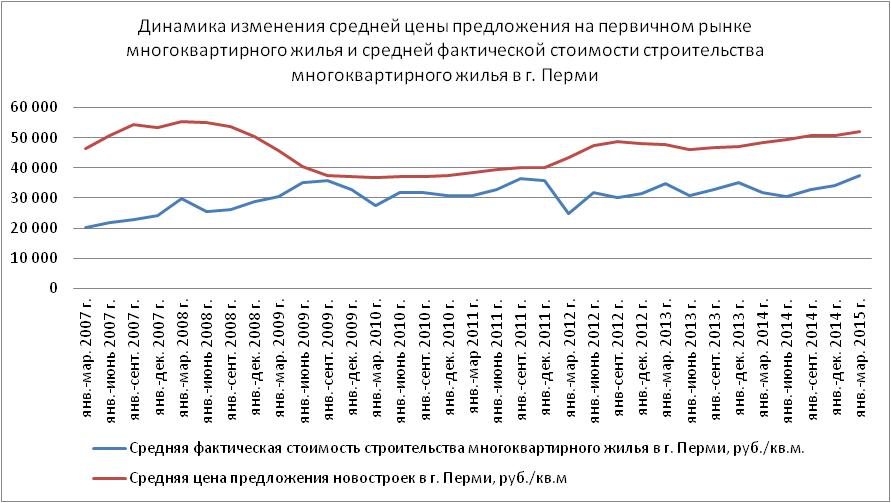 Динамика изменения средней цены предложения на первичном рынке
многоквартирного жилья и средней фактической стоимости строительства
многоквартирного жилья в г. Перми
60 000
50 000
40 000
30 000
20 000
10 000
0
янв.-мар. 2007 г.
янв.-июнь 2007 г.
янв.-сент. 2007 г.
янв.-дек. 2007 г.
янв.-мар. 2008 г.
янв.-июнь 2008 г.
янв.-сент. 2008 г.
янв.-дек. 2008 г.
янв.-мар. 2009 г.
янв.-июнь 2009 г.
янв.-сент. 2009 г.
янв.-дек. 2009 г.
янв.-мар. 2010 г.
янв.-июнь 2010 г.
янв.-сент. 2010 г.
янв.-дек. 2010 г.
янв.-мар 2011 г.
янв.-июнь 2011 г.
янв.-сент. 2011 г.
янв.-дек. 2011 г.
янв.-мар. 2012 г.
янв.-июнь 2012 г.
янв.-сент. 2012 г.
янв.-дек. 2012 г.
янв.-мар. 2013 г.
янв.-июнь 2013 г.
янв.-сент. 2013 г.
янв.-дек. 2013 г.
янв.-мар. 2014 г.
янв.-июнь 2014 г.
янв.-сент. 2014 г.
янв.-дек. 2014 г.
янв.-мар. 2015 г.
Средняя фактическая стоимость строительства многоквартирного жилья в г. Перми, руб./кв.м.
Средняя цена предложения новостроек в г. Перми, руб./кв.м